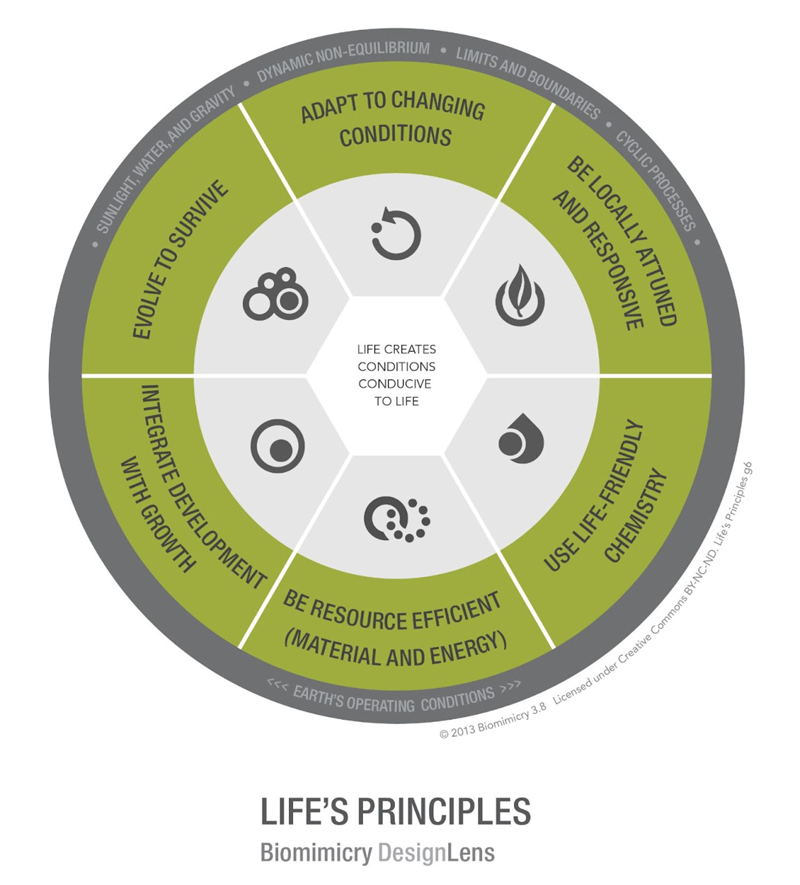 • SUNLIGHT, WATER, AND GRAVITY • DYNAMIC NON-EQUILIBRIUM • LIMITS AND BOUNDARIES • CYCLIC PROCESSES •
ADAPT TO CHANGING
CONDITIONS
BE LOCALLY ATTUNED
AND RESPONSIVE
USE LIFE-FRIENDLY
CHEMISTRY
BE RESOURCE EFFICIENT
(MATERIAL AND ENERGY)
INTEGRATE DEVELOPMENT
WITH GROWTH
EVOLVE TO SURVIVE
LIFE CREATES
CONDITIONS
CONDUCIVE
TO LIFE
<<< EARTH'S OPERATING CONDITIONS >>>
© 2013 Biomimicry 3.8 Licensed under Creative Commons BY-NC-ND. Life's Principles g6
LIFE'S PRINCIPLES
Biomimicry DesignLens